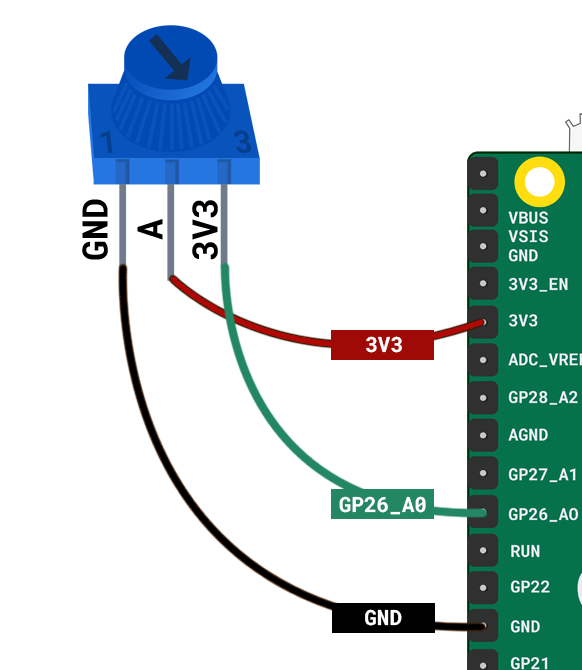 1
3
GND
A
3V3
VBUS
VSIS
GND
3V3_EN
3V3
3V3
ADC_VREF
GP28_A2
AGND
GP27_A1
GP26_A0
GP26_AO
RUN
GP22
GND
GND
GP21